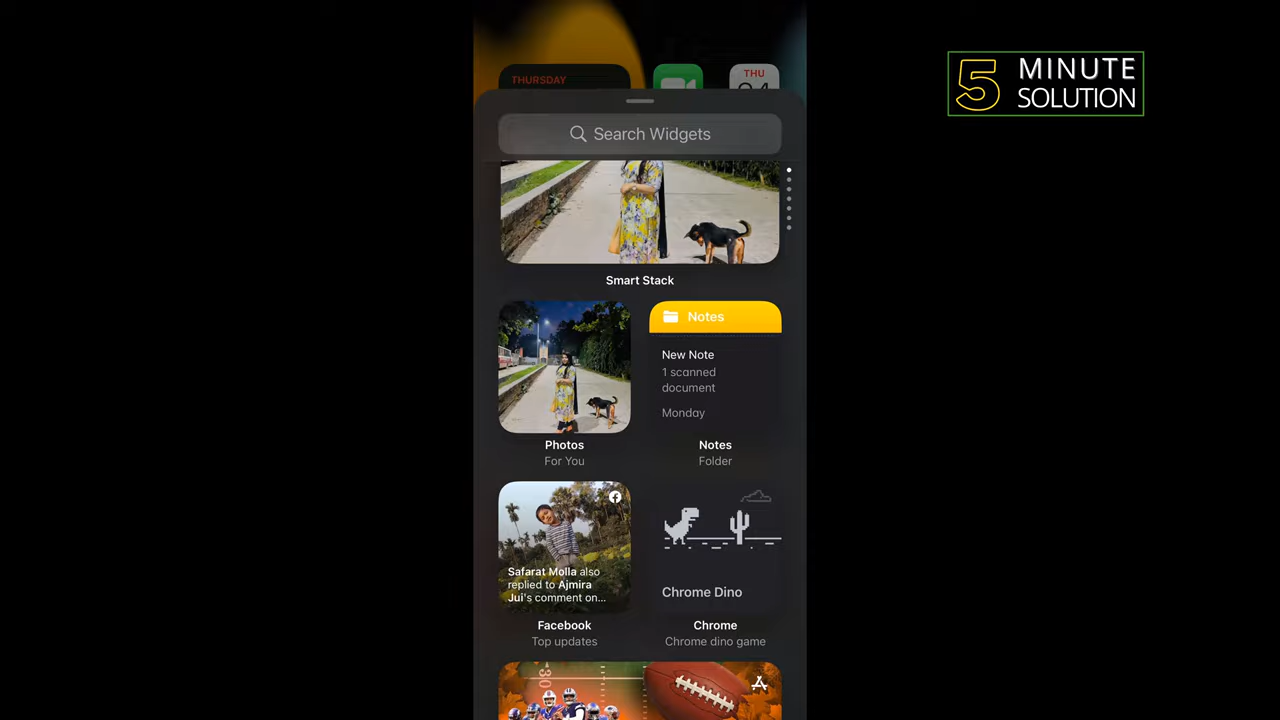 THURSDAY
THU
5 MINUTE
SOLUTION
Search Widgets
Smart Stack
Notes
New Note
1 scanned
document
Monday
Photos
For You
Notes
Folder
Safarat Molla also
replied to Ajmira
Jui's comment on...
Chrome Dino
Facebook
Top updates
Chrome
Chrome dino game